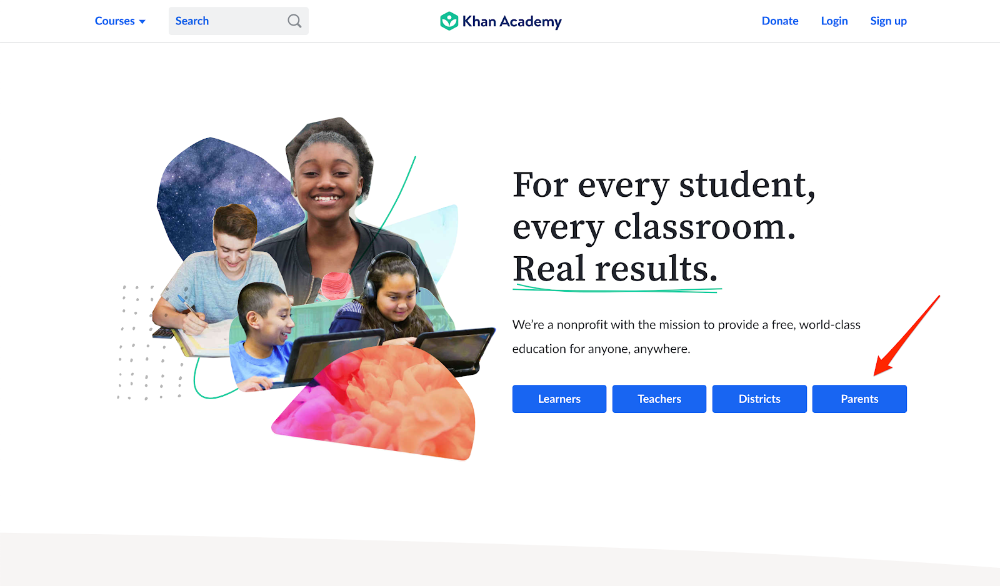 Courses
Search
Khan Academy
Donate
Login
Sign up
For every student,
every classroom.
Real results.
We’re a nonprofit with the mission to provide a free, world-class
education for anyone, anywhere.
Learners
Teachers
Districts
Parents